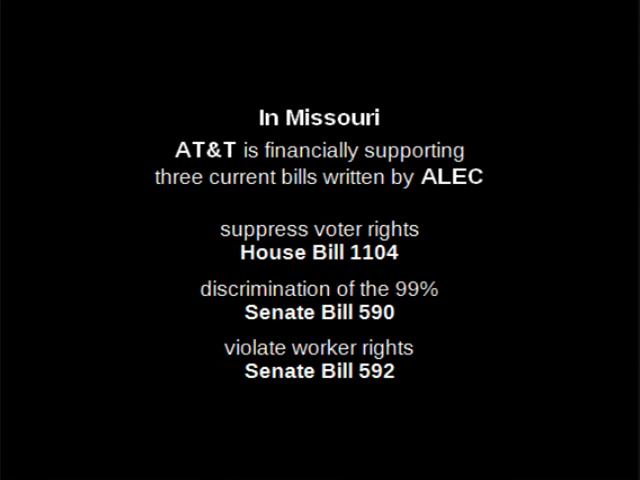 In Missouri
AT&T is financially supporting
three current bills written by ALEC
suppress voter rights
House Bill 1104
discrimination of the 99%
Senate Bill 590
violate worker rights
Senate Bill 592